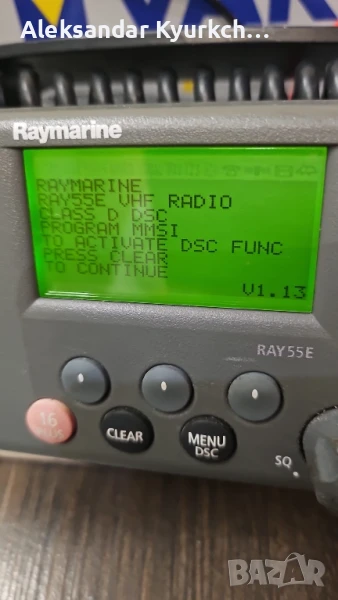 Aleksandar Kyurkch...
Raymarine
RAYMARINE
RAY55E VHF RADIO
CLASS D DSC
PROGRAM MMSI
TO ACTIVATE DSC FUNC
PRESS CLEAR
TO CONTINUE
V1.13
RAY55E
16
CLEAR
MENU
DSC
SQ
BAZAR